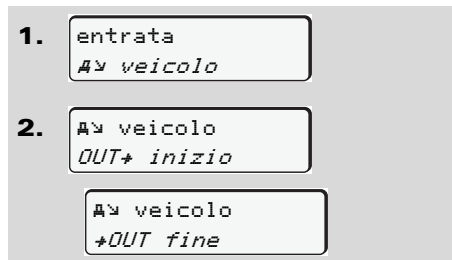 1. entrata
veicolo
2. veicolo
OUT inizio
veicolo
OUT fine